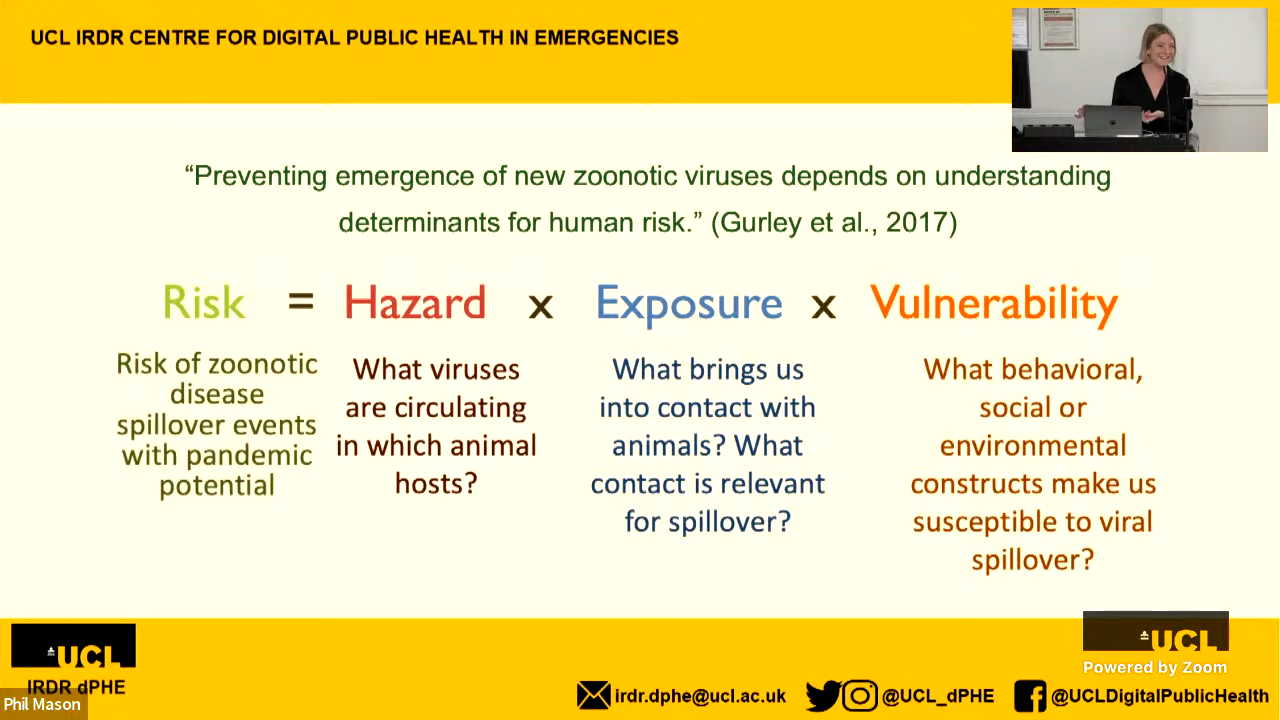 UCL IRDR CENTRE FOR DIGITAL PUBLIC HEALTH IN EMERGENCIES
“Preventing emergence of new zoonotic viruses depends on understanding
determinants for human risk.” (Gurley et al., 2017)
Risk = Hazard x Exposure x Vulnerability
Risk of zoonotic
disease
spillover events
with pandemic
potential
What viruses
are circulating
in which animal
hosts?
What brings us
into contact with
animals? What
contact is relevant
for spillover?
What behavioral,
social or
environmental
constructs make us
susceptible to viral
spillover?
UCL
IRDR dPHE
Phil Mason
irdr.dphe@ucl.ac.uk
@UCL_dPHE
@UCLDigitalPublicHealth
UCL
Powered by Zoom